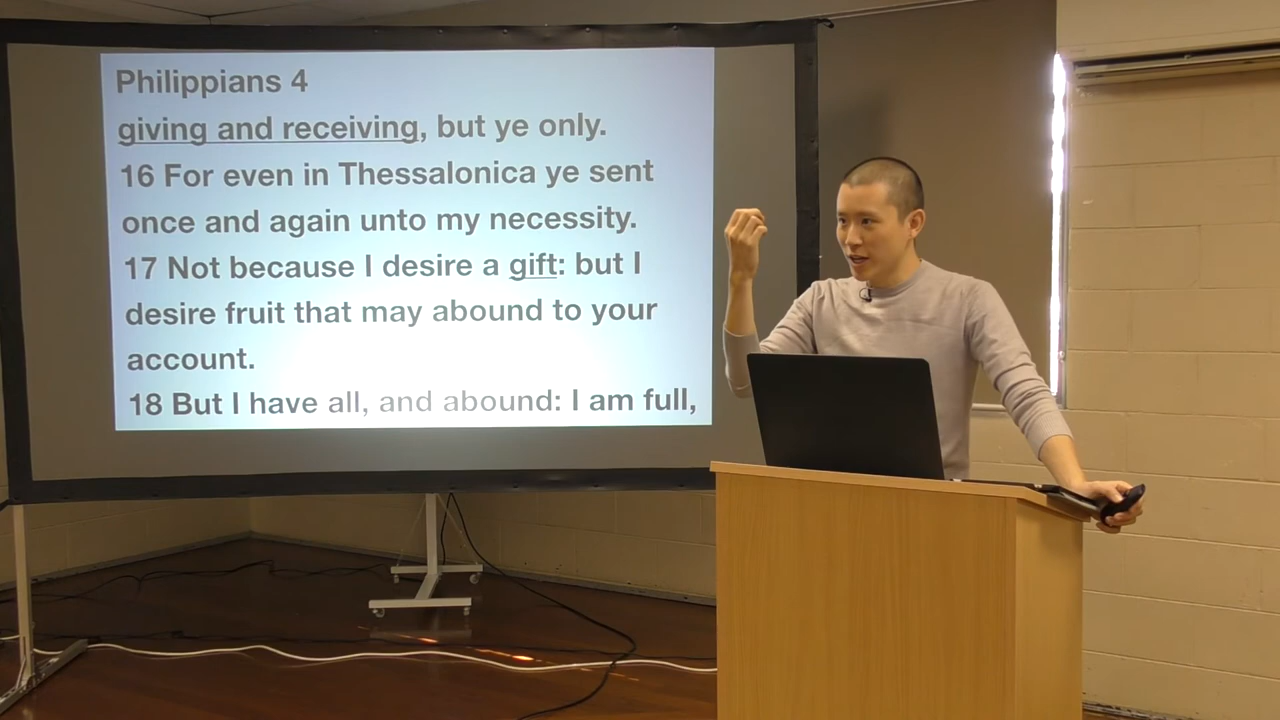 Philippians 4
giving and receiving, but ye only.
16 For even in Thessalonica ye sent
once and again unto my necessity.
17 Not because I desire a gift: but I
desire fruit that may abound to your
account.
18 But I have all, and abound: I am full,